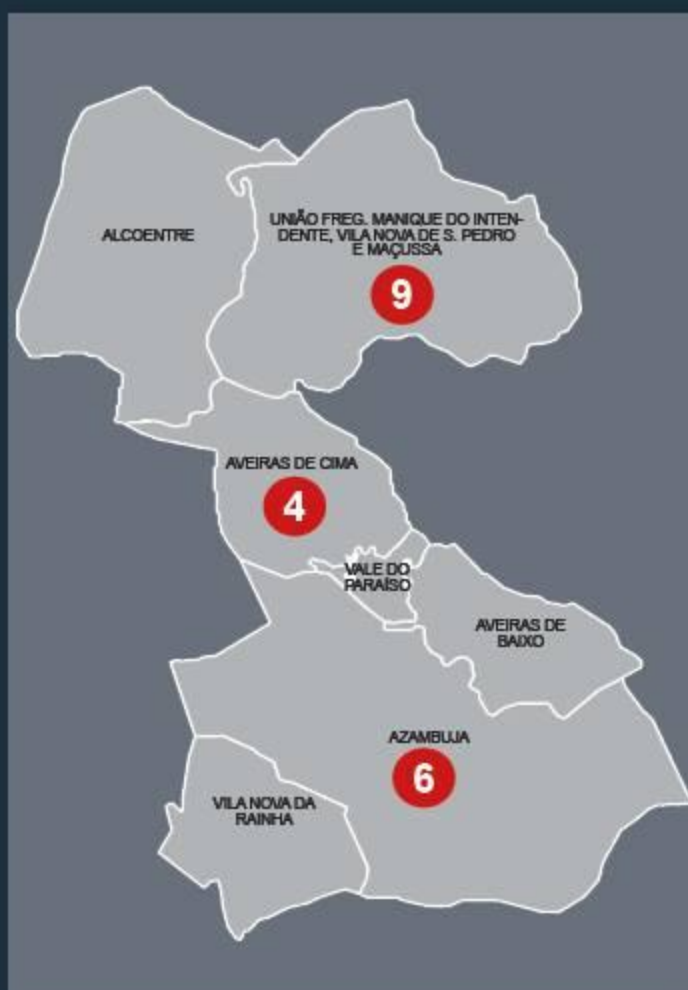 ALCOENTRE
UNIÃO FREG. MANIQUE DO INTEN-
DENTE, VILA NOVA DE S. PEDRO
E MAÇUSSA
9
AVEIRAS DE CIMA
4
VALE DO
PARAÍSO
AVEIRAS DE
BAIXO
AZAMBUJA
6
VILA NOVA DA
RAINHA